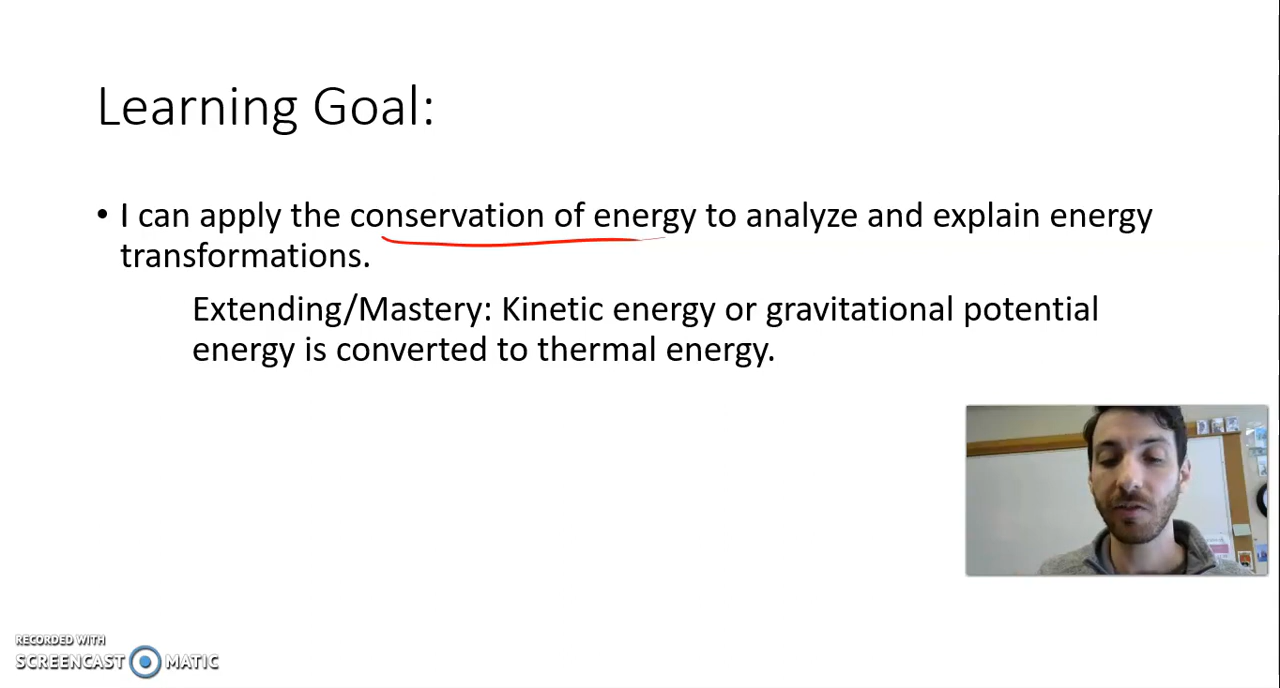 Learning Goal:
• I can apply the conservation of energy to analyze and explain energy
transformations.
Extending/Mastery: Kinetic energy or gravitational potential
energy is converted to thermal energy.
RECORDED WITH
SCREENCAST MATIC